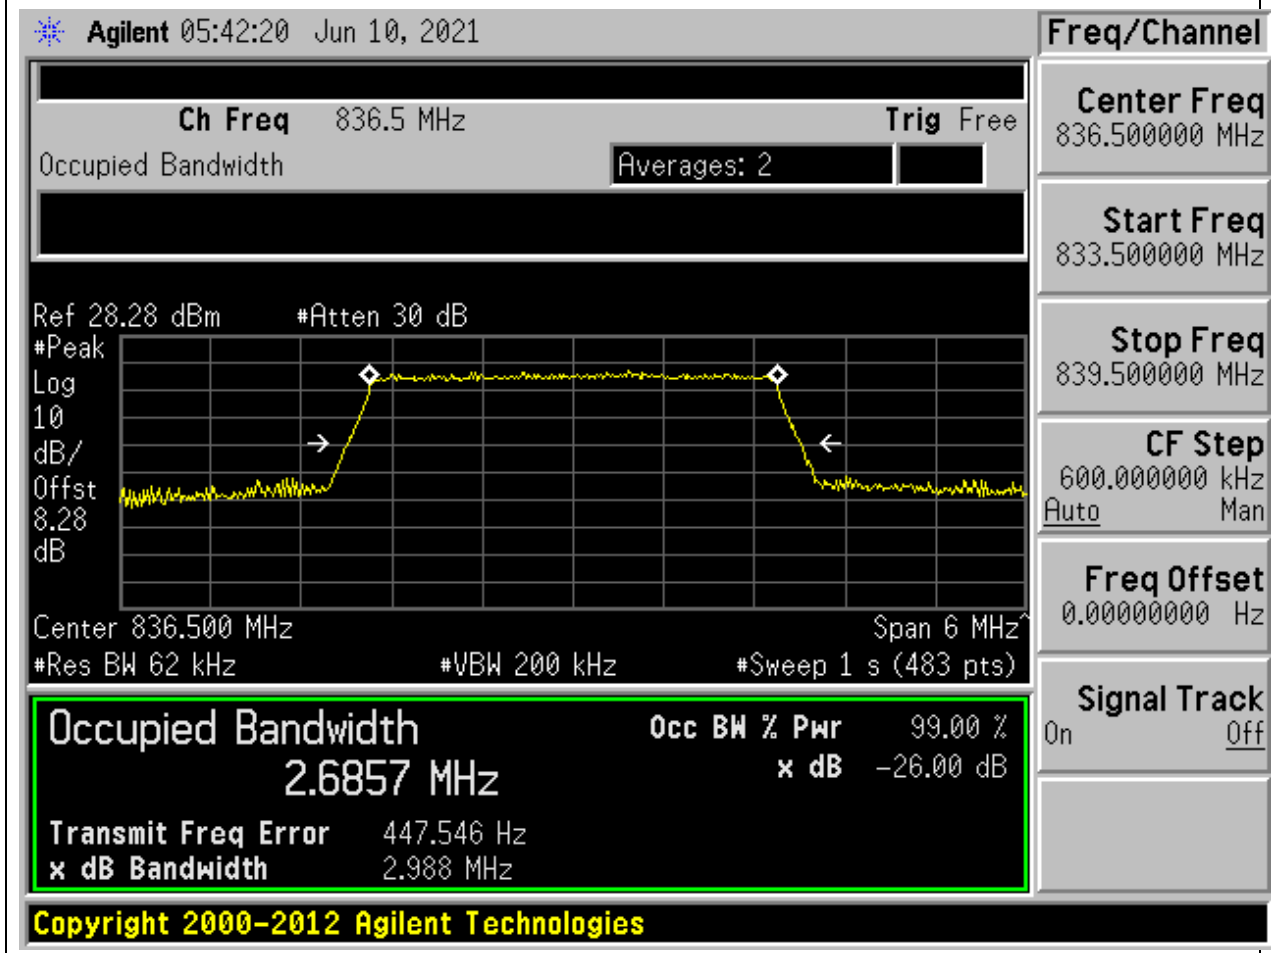 Agilent 05:42:20 Jun 10, 2021
Freq/Channel
Ch Freq 836.5 MHz Trig Free
Occupied Bandwidth Averages: 2
Center Freq
836.500000 MHz
Start Freq
833.500000 MHz
Stop Freq
839.500000 MHz
CF Step
600.000000 kHz
Auto Man
Freq Offset
0.00000000 Hz
Signal Track
On Off
Ref 28.28 dBm #Atten 30 dB
#Peak
Log
10
dB/
Offst
8.28
dB
Center 836.500 MHz Span 6 MHz^
#Res BW 62 kHz #VBW 200 kHz #Sweep 1 s (483 pts)
Occupied Bandwidth Occ BW % Pwr 99.00 %
2.6857 MHz x dB -26.00 dB
Transmit Freq Error 447.546 Hz
x dB Bandwidth 2.988 MHz
Copyright 2000-2012 Agilent Technologies